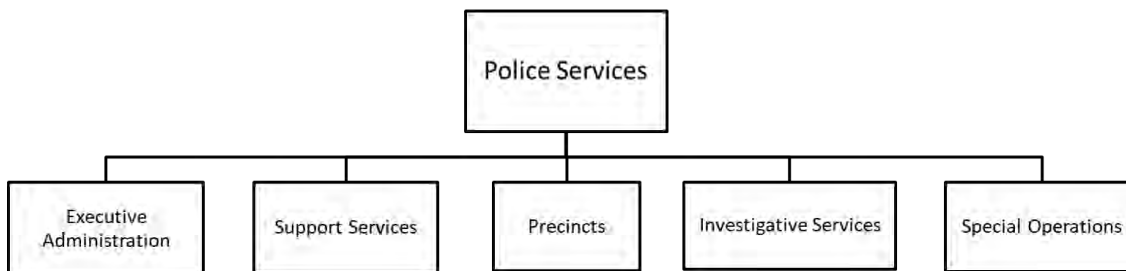 Police Services
Executive
Administration
Support Services
Precincts
Investigative Services
Special Operations